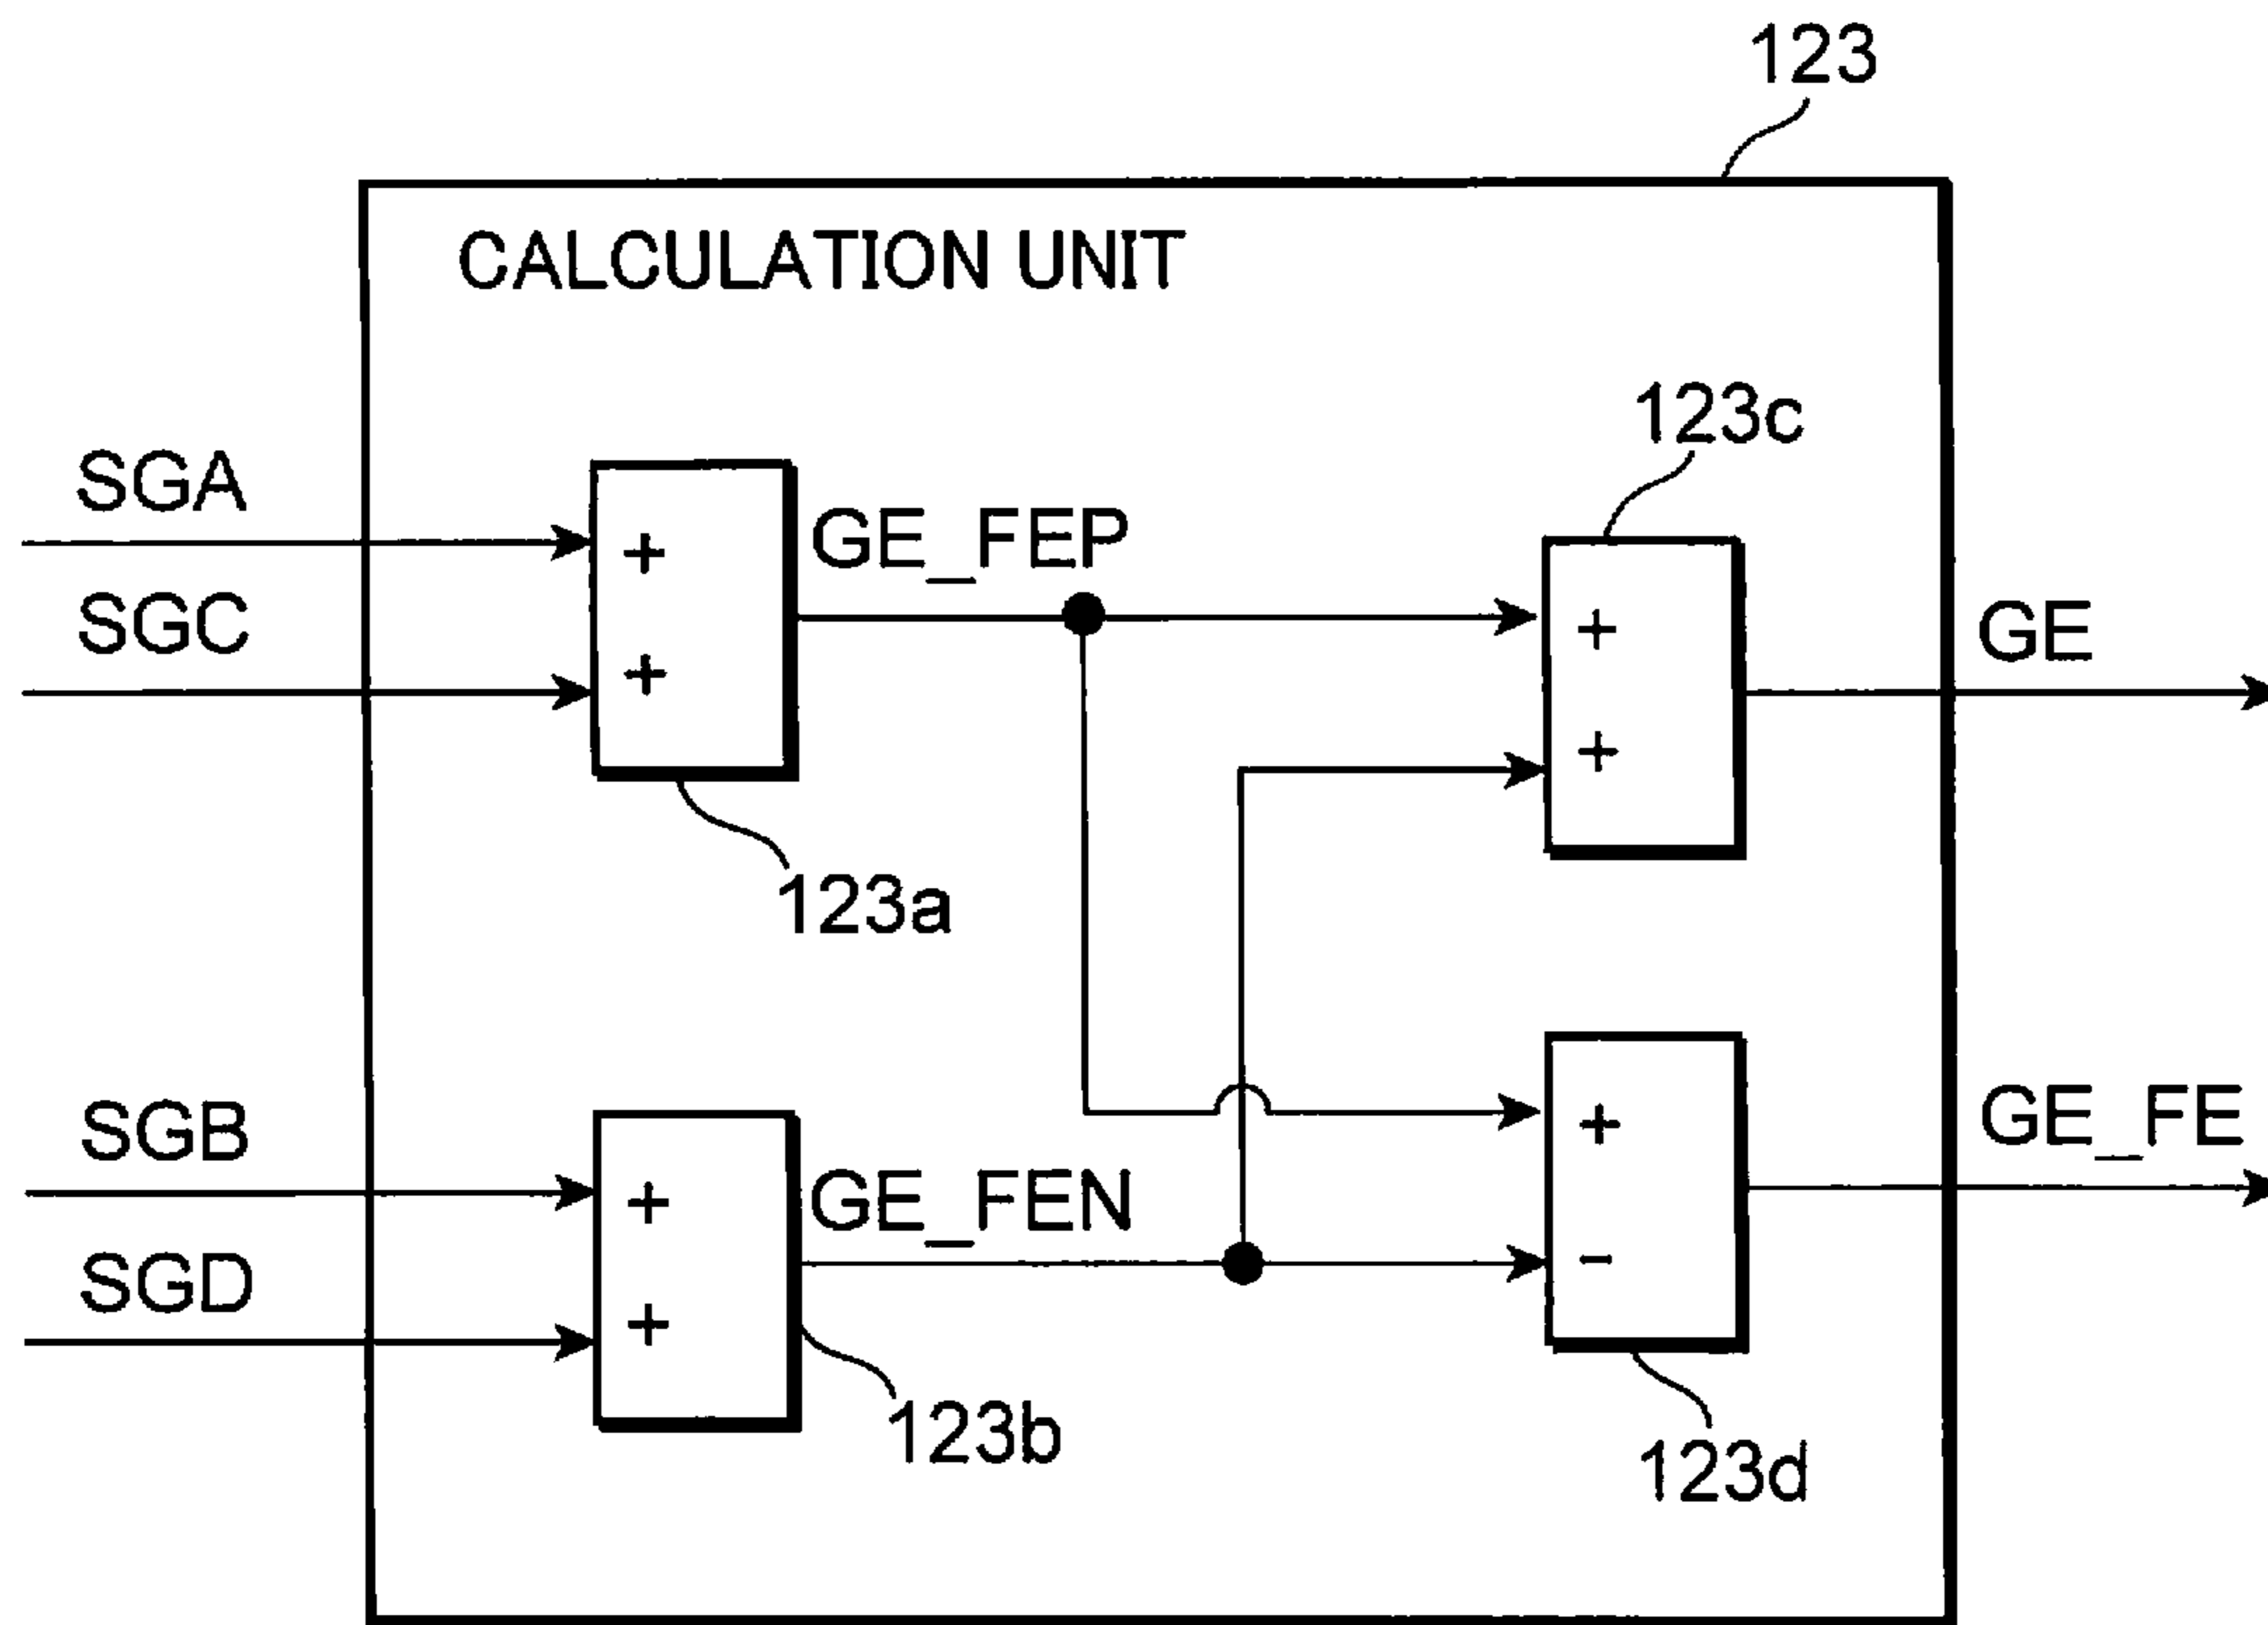 123
CALCULATION UNIT
123c
SGA
+
GE_FEP
SGC
+
+
GE
+
123a
SGB
+
GE_FE
+
GE_FEN
SGD
+
-
123b
123d